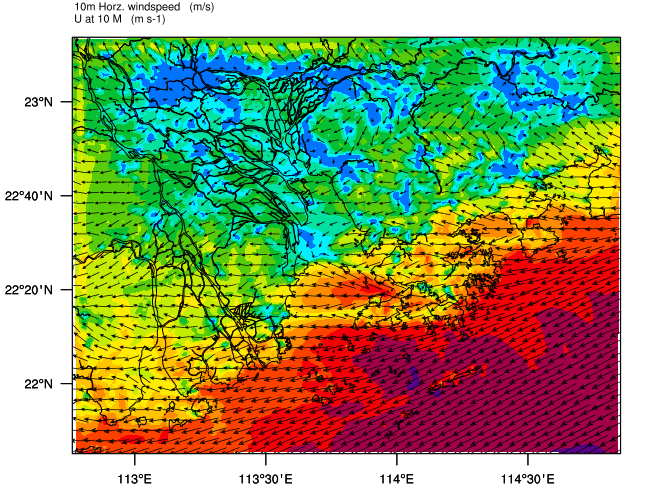 10m Horz. windspeed (m/s)
U at 10 M (m s-1)
23°N
22°40'N
22°20'N
22°N
113°E
113°30'E
114°E
114°30'E